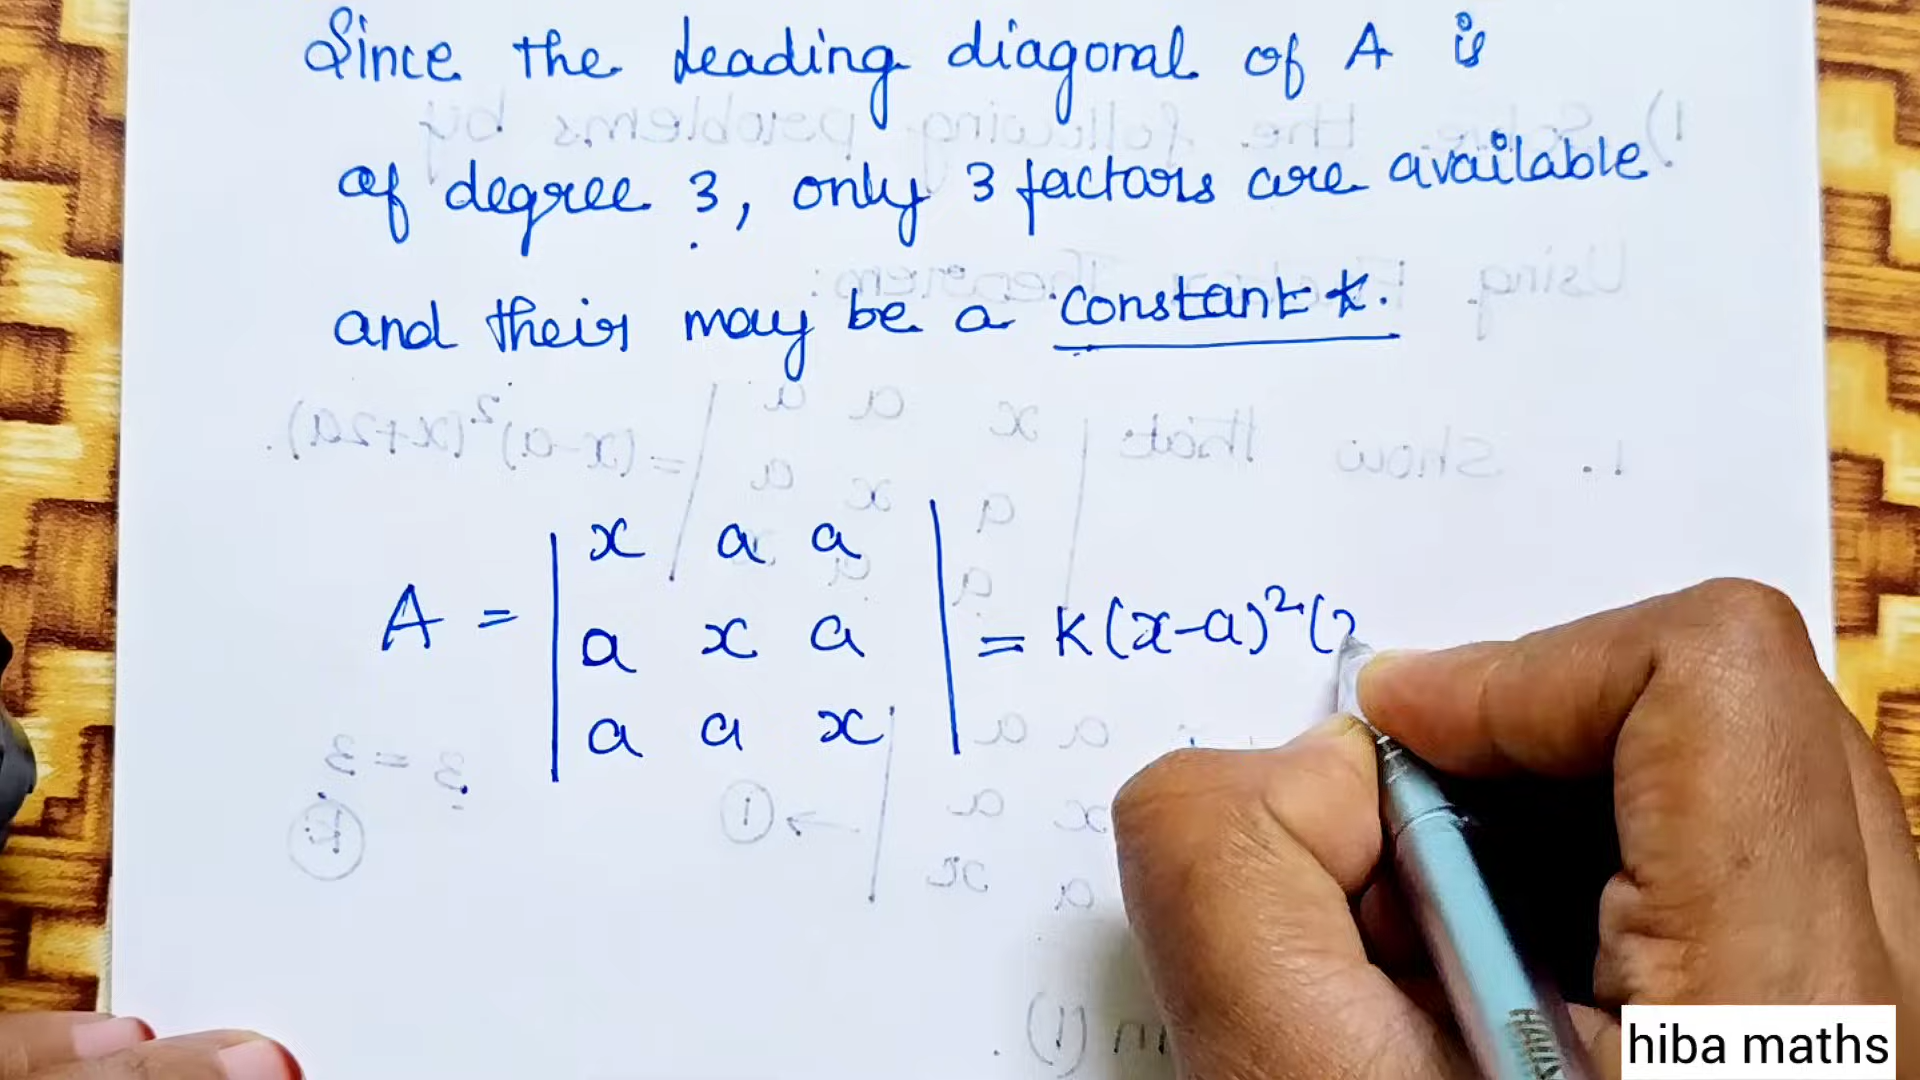 Since the leading diagonal of A is
of degree 3, only 3 factors are available
and their may be a constant k.
x a a
A = a x a = K(x-a)²(
a a x
hiba maths